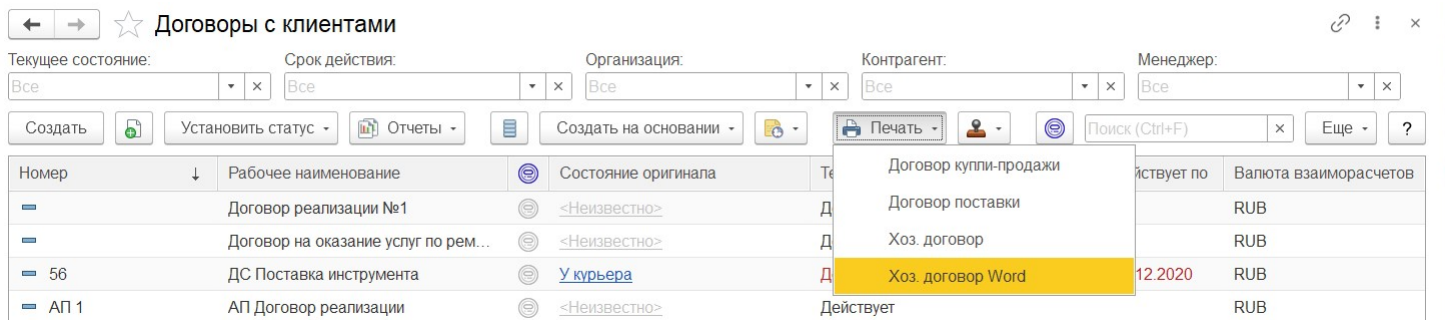 Договоры с клиентами
Текущее состояние: Срок действия: Организация: Контрагент: Менеджер:
Все Все Все Все Все
Создать Установить статус Отчеты Создать на основании Печать Поиск (Ctrl+F) Еще ?
Номер ↓ Рабочее наименование Состояние оригинала Те Договор куппи-продажи йствует по Валюта взаиморасчетов
Договор реализации №1 <Неизвестно> Д Договор поставки RUB
Договор на оказание услуг по рем... <Неизвестно> Д Хоз. договор RUB
56 ДС Поставка инструмента У курьера Д Хоз. договор Word 12.2020 RUB
АП 1 АП Договор реализации <Неизвестно> Действует RUB